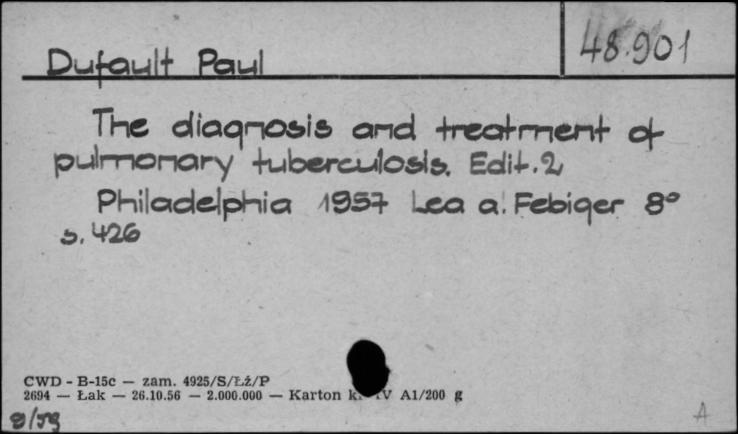 Dufault Paul
48.901
The diagnosis and treatment of
pulmonary tuberculosis. Edit. 2
Philadelphia 1957 Lea a. Febiger 8°
s. 426
CWD - B-15c — zam. 4925/S/Łż/P
2694 — Łak — 26.10.56 — 2.000.000 — Karton IV A1/200 g
A